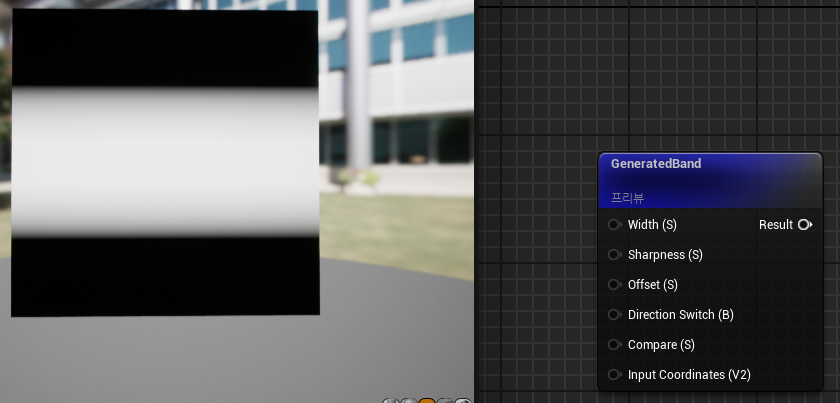 GeneratedBand
프리뷰
Width (S)
Result
Sharpness (S)
Offset (S)
Direction Switch (B)
Compare (S)
Input Coordinates (V2)